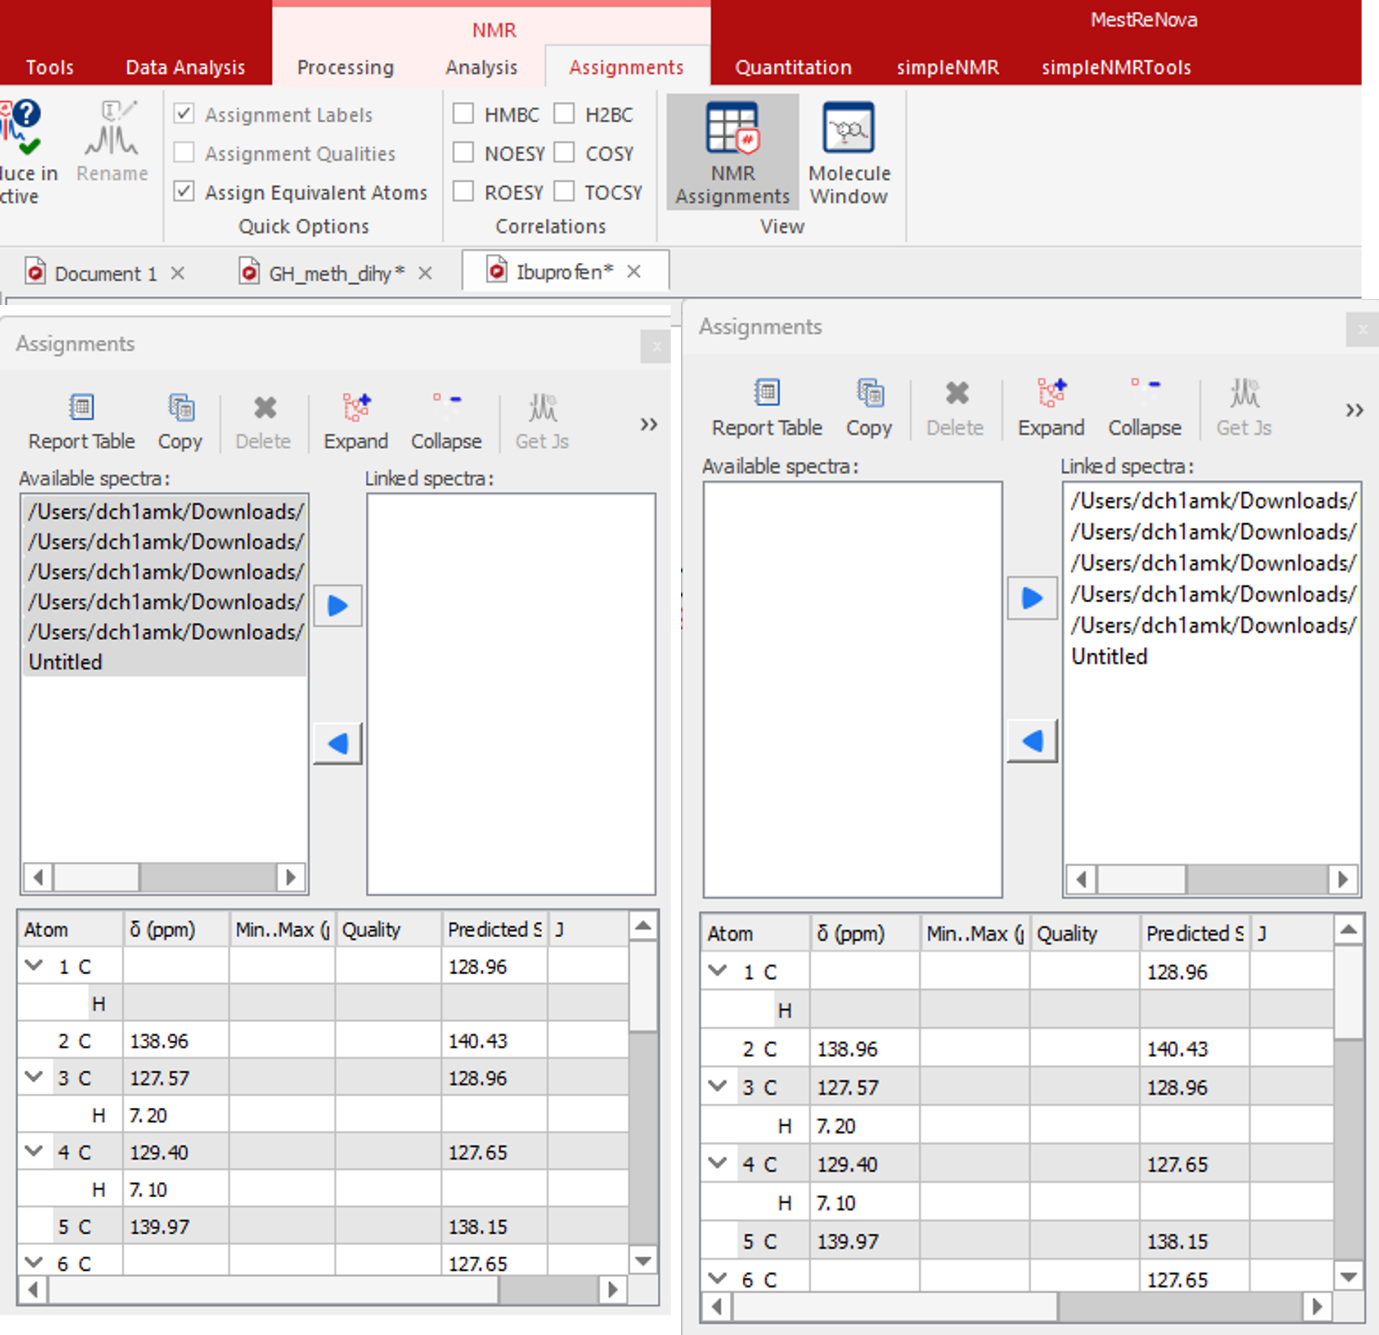 NMR
MestReNova
Tools Data Analysis Processing Analysis Assignments Quantitation simpleNMR simpleNMRTools
Assignment Labels HMBC H2BC
Assignment Qualities NOESY COSY
luce in Rename NMR Molecule
ctive Assign Equivalent Atoms ROESY TOCSY Assignments Window
Quick Options Correlations View
Document 1 GH_meth_dihy* Ibuprofen*
Assignments
Report Table Copy Delete Expand Collapse Get Js »
Available spectra: Linked spectra:
/Users/dch1amk/Downloads/
/Users/dch1amk/Downloads/
/Users/dch1amk/Downloads/
/Users/dch1amk/Downloads/
/Users/dch1amk/Downloads/
Untitled
Atom δ (ppm) Min..Max (p Quality Predicted S J
1 C 128.96
H
2 C 138.96 140.43
3 C 127.57 128.96
H 7.20
4 C 129.40 127.65
H 7.10
5 C 139.97 138.15
6 C 127.65
Assignments
Report Table Copy Delete Expand Collapse Get Js »
Available spectra: Linked spectra:
/Users/dch1amk/Downloads/
/Users/dch1amk/Downloads/
/Users/dch1amk/Downloads/
/Users/dch1amk/Downloads/
/Users/dch1amk/Downloads/
Untitled
Atom δ (ppm) Min..Max (p Quality Predicted S J
1 C 128.96
H
2 C 138.96 140.43
3 C 127.57 128.96
H 7.20
4 C 129.40 127.65
H 7.10
5 C 139.97 138.15
6 C 127.65